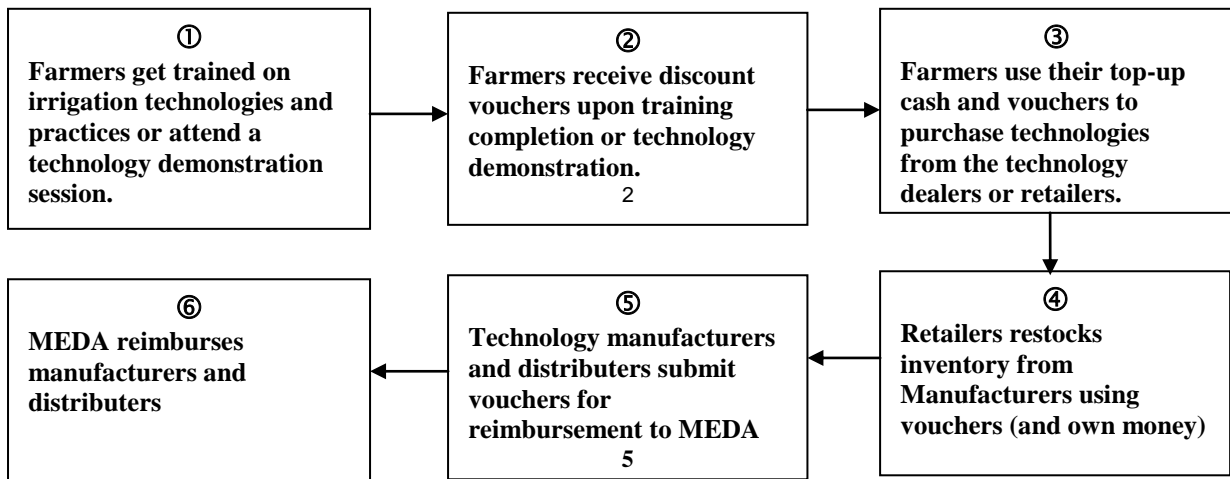 ①
Farmers get trained on
irrigation technologies and
practices or attend a
technology demonstration
session.
②
Farmers receive discount
vouchers upon training
completion or technology
demonstration.
2
③
Farmers use their top-up
cash and vouchers to
purchase technologies
from the technology
dealers or retailers.
④
Retailers restocks
inventory from
Manufacturers using
vouchers (and own money)
⑤
Technology manufacturers
and distributers submit
vouchers for
reimbursement to MEDA
5
⑥
MEDA reimburses
manufacturers and
distributers